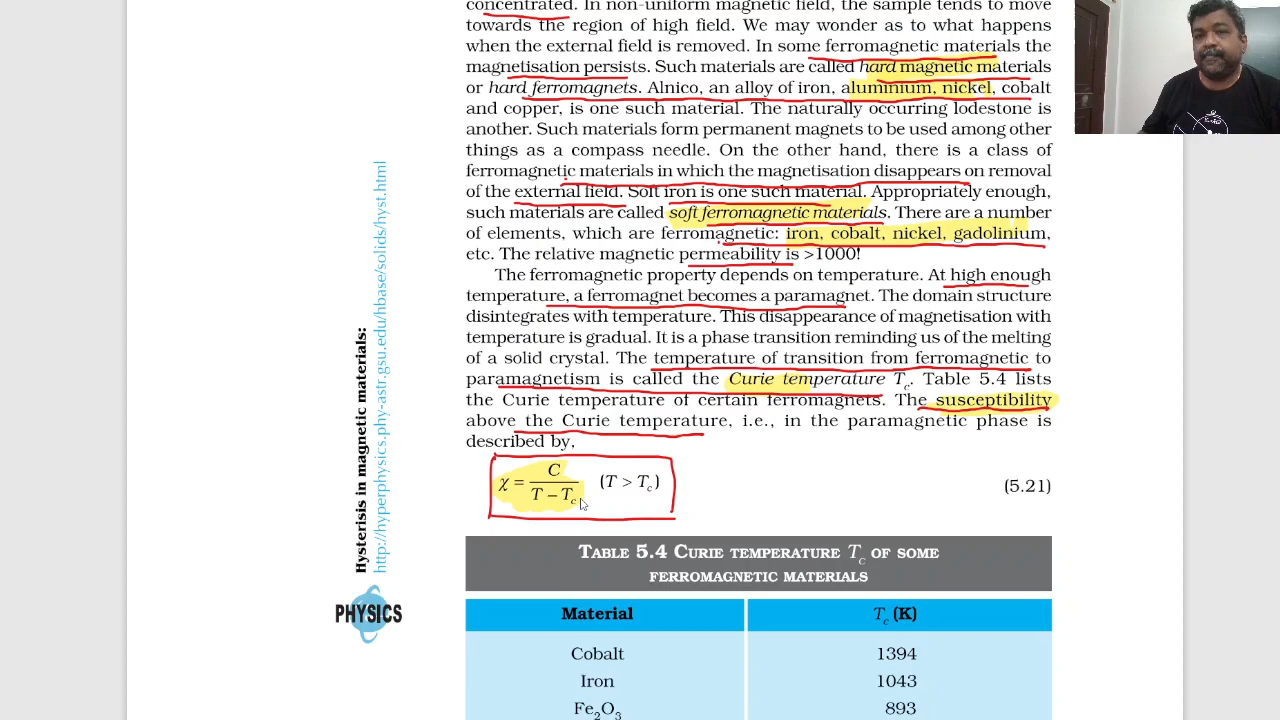 concentrated. In non-uniform magnetic field, the sample tends to move
towards the region of high field. We may wonder as to what happens
when the external field is removed. In some ferromagnetic materials the
magnetisation persists. Such materials are called hard magnetic materials
or hard ferromagnets. Alnico, an alloy of iron, aluminium, nickel, cobalt
and copper, is one such material. The naturally occurring lodestone is
another. Such materials form permanent magnets to be used among other
things as a compass needle. On the other hand, there is a class of
ferromagnetic materials in which the magnetisation disappears on removal
of the external field. Soft iron is one such material. Appropriately enough,
such materials are called soft ferromagnetic materials. There are a number
of elements, which are ferromagnetic: iron, cobalt, nickel, gadolinium,
etc. The relative magnetic permeability is >1000!
The ferromagnetic property depends on temperature. At high enough
temperature, a ferromagnet becomes a paramagnet. The domain structure
disintegrates with temperature. This disappearance of magnetisation with
temperature is gradual. It is a phase transition reminding us of the melting
of a solid crystal. The temperature of transition from ferromagnetic to
paramagnetism is called the Curie temperature Tc. Table 5.4 lists
the Curie temperature of certain ferromagnets. The susceptibility
above the Curie temperature, i.e., in the paramagnetic phase is
described by,
χ = C / (T – Tc) (T > Tc) (5.21)
TABLE 5.4 CURIE TEMPERATURE Tc OF SOME
FERROMAGNETIC MATERIALS
Material Tc (K)
Cobalt 1394
Iron 1043
Fe2O3 893
Hysterisis in magnetic materials:
http://hyperphysics.phy-astr.gsu.edu/hbase/solids/hyst.html
PHYSICS